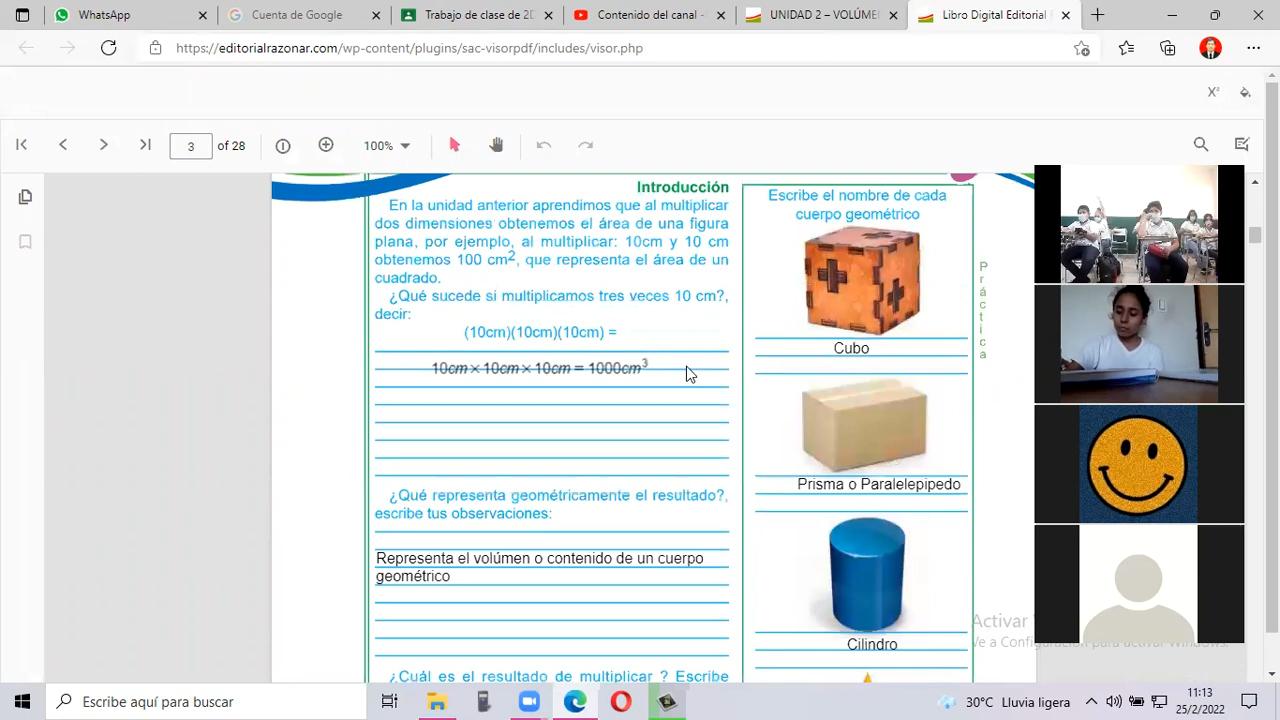 WhatsApp
Cuenta de Google
Trabajo de clase de 2D
Contenido del canal -
UNIDAD 2 – VOLÚMEN
Libro Digital Editorial
https://editorialrazonar.com/wp-content/plugins/sac-visorpdf/includes/visor.php
X²
3 of 28
100%
Introducción
En la unidad anterior aprendimos que al multiplicar
dos dimensiones obtenemos el área de una figura
plana, por ejemplo, al multiplicar: 10cm y 10 cm
obtenemos 100 cm², que representa el área de un
cuadrado.
¿Qué sucede si multiplicamos tres veces 10 cm?,
decir:
(10cm)(10cm)(10cm) =
10cm × 10cm × 10cm = 1000cm³
¿Qué representa geométricamente el resultado?,
escribe tus observaciones:
Representa el volúmen o contenido de un cuerpo
geométrico
¿Cuál es el resultado de multiplicar ? Escribe
Escribe el nombre de cada
cuerpo geométrico
Cubo
Prisma o Paralelepipedo
Cilindro
Práctica
Activar
Ve a Configuración para activar Windows.
Escribe aquí para buscar
30°C Lluvia ligera
11:13
25/2/2022